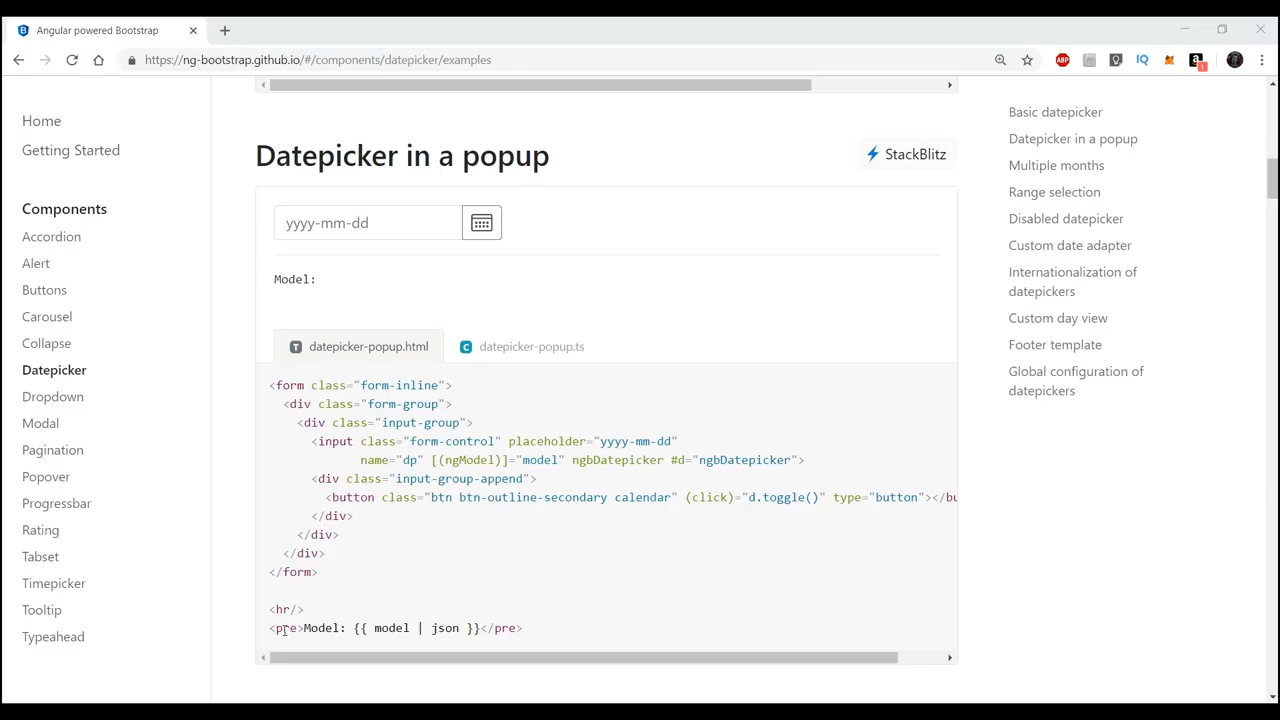 Angular powered Bootstrap
https://ng-bootstrap.github.io/#/components/datepicker/examples
ABP
IQ
a
1
Home
Getting Started
Components
Accordion
Alert
Buttons
Carousel
Collapse
Datepicker
Dropdown
Modal
Pagination
Popover
Progressbar
Rating
Tabset
Timepicker
Tooltip
Typeahead
Datepicker in a popup
StackBlitz
yyyy-mm-dd
Model:
T datepicker-popup.html
C datepicker-popup.ts
<form class="form-inline">
<div class="form-group">
<div class="input-group">
<input class="form-control" placeholder="yyyy-mm-dd"
name="dp" [(ngModel)]="model" ngbDatepicker #d="ngbDatepicker">
<div class="input-group-append">
<button class="btn btn-outline-secondary calendar" (click)="d.toggle()" type="button"></bu
</div>
</div>
</div>
</form>
<hr/>
<pre>Model: {{ model | json }}</pre>
Basic datepicker
Datepicker in a popup
Multiple months
Range selection
Disabled datepicker
Custom date adapter
Internationalization of
datepickers
Custom day view
Footer template
Global configuration of
datepickers